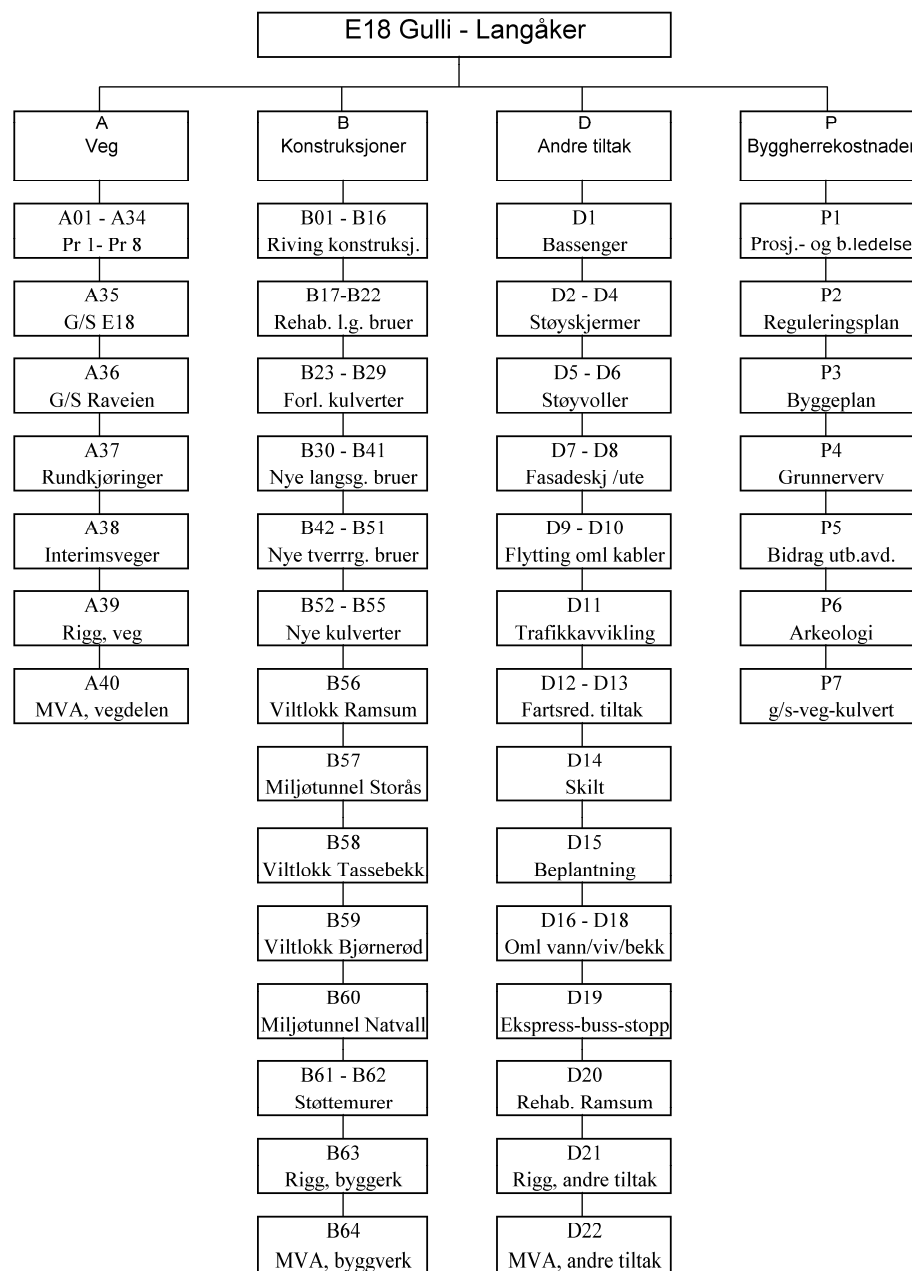 E18 Gulli - Langåker
A
Veg
A01 - A34
Pr 1- Pr 8
A35
G/S E18
A36
G/S Raveien
A37
Rundkjøringer
A38
Interimsveger
A39
Rigg, veg
A40
MVA, vegdelen
B
Konstruksjoner
B01 - B16
Riving konstruksj.
B17-B22
Rehab. l.g. bruer
B23 - B29
Forl. kulverter
B30 - B41
Nye langsg. bruer
B42 - B51
Nye tverrrg. bruer
B52 - B55
Nye kulverter
B56
Viltlokk Ramsum
B57
Miljøtunnel Storås
B58
Viltlokk Tassebekk
B59
Viltlokk Bjørnerød
B60
Miljøtunnel Natvall
B61 - B62
Støttemurer
B63
Rigg, byggerk
B64
MVA, byggverk
D
Andre tiltak
D1
Bassenger
D2 - D4
Støyskjermer
D5 - D6
Støyvoller
D7 - D8
Fasadeskj /ute
D9 - D10
Flytting oml kabler
D11
Trafikkavvikling
D12 - D13
Fartsred. tiltak
D14
Skilt
D15
Beplantning
D16 - D18
Oml vann/viv/bekk
D19
Ekspress-buss-stopp
D20
Rehab. Ramsum
D21
Rigg, andre tiltak
D22
MVA, andre tiltak
P
Byggherrekostnader
P1
Prosj.- og b.ledelse
P2
Reguleringsplan
P3
Byggeplan
P4
Grunnerverv
P5
Bidrag utb.avd.
P6
Arkeologi
P7
g/s-veg-kulvert